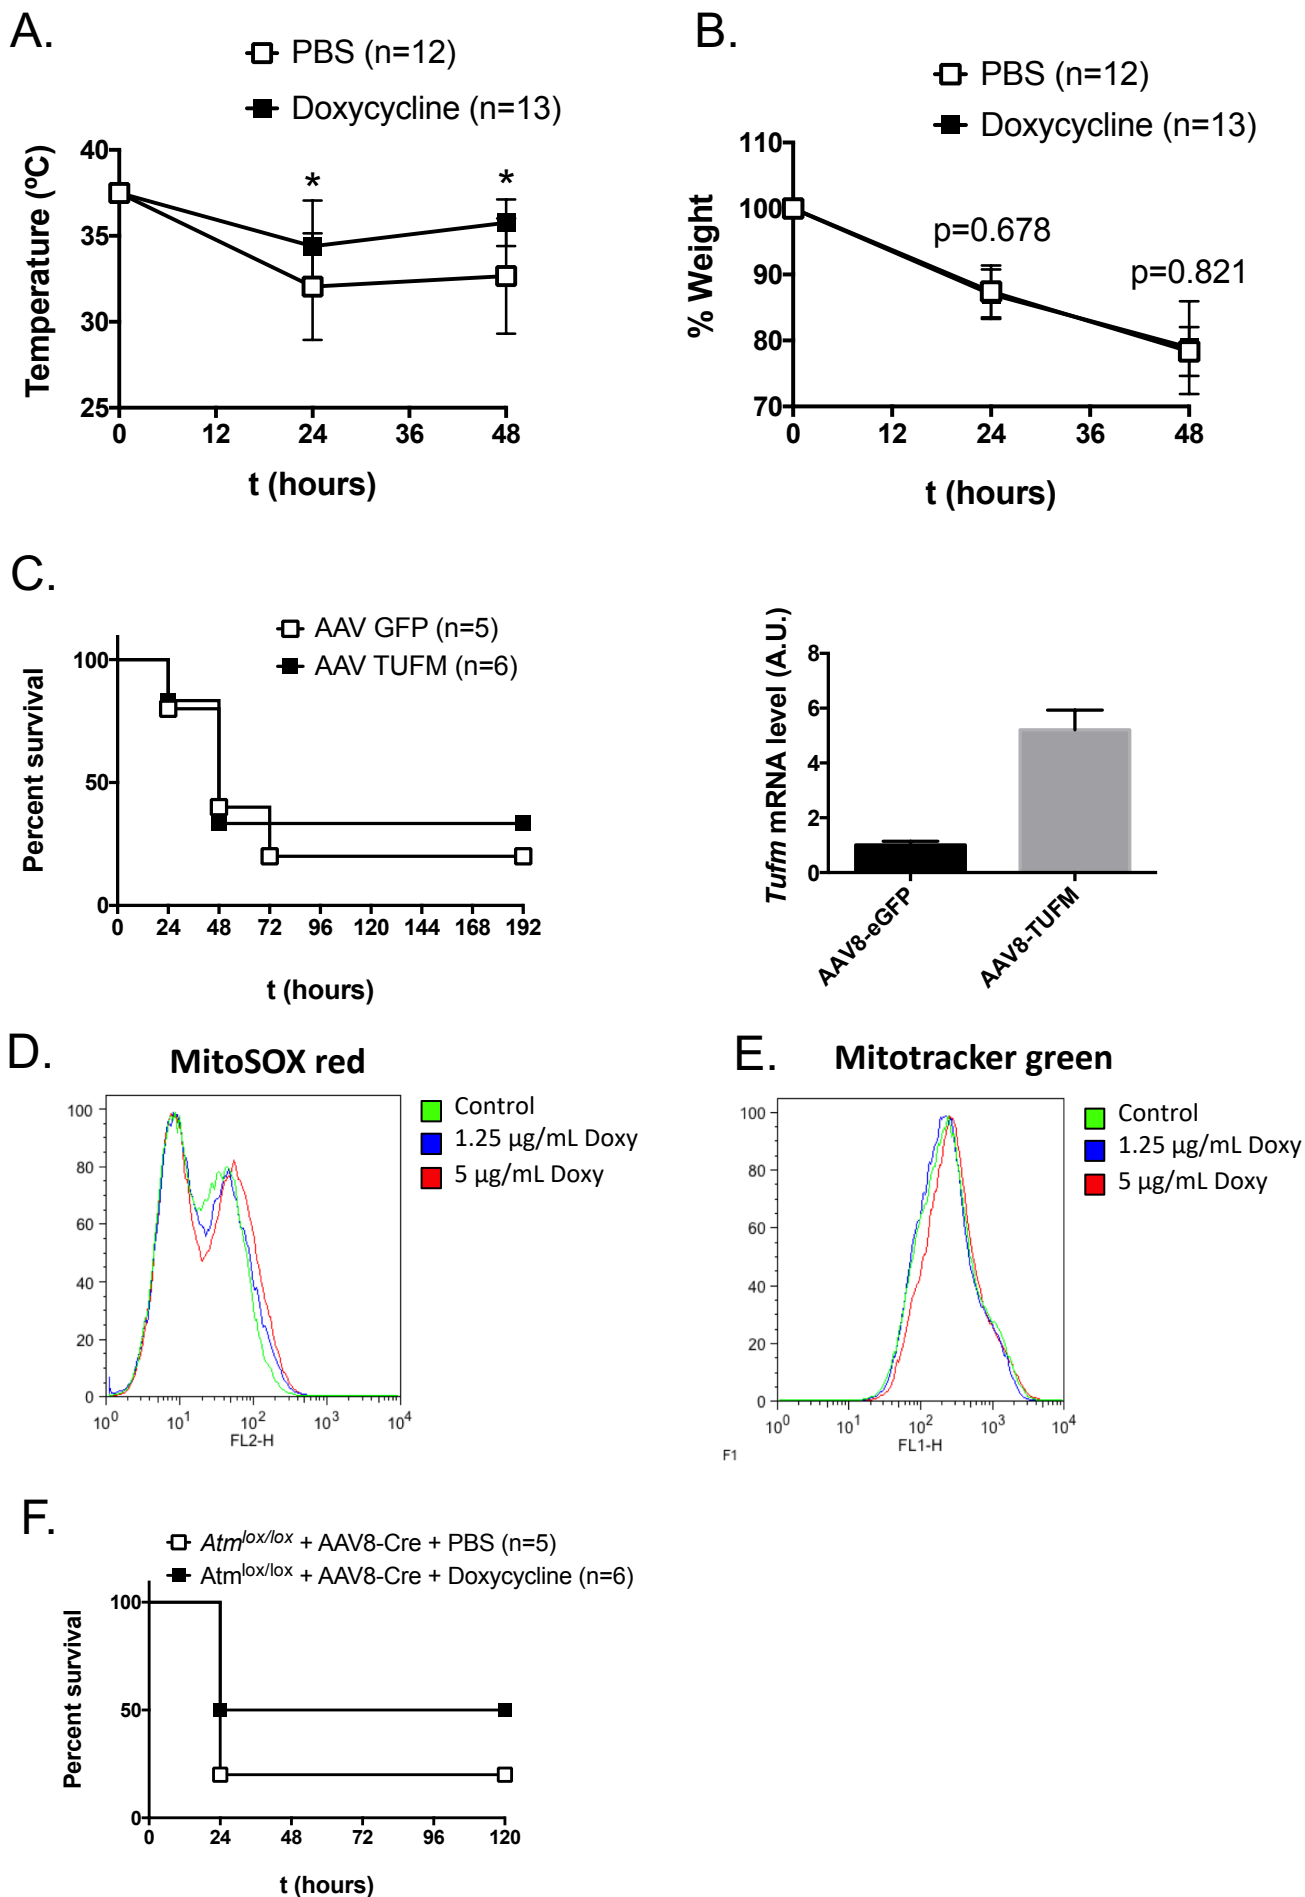 A.
PBS (n=12)
Doxycycline (n=13)
Temperature (ºC)
40
35
30
25
*
*
0 12 24 36 48
t (hours)
B.
PBS (n=12)
Doxycycline (n=13)
% Weight
110
100
90
80
70
p=0.678
p=0.821
0 12 24 36 48
t (hours)
C.
AAV GFP (n=5)
AAV TUFM (n=6)
Percent survival
100
50
0
0 24 48 72 96 120 144 168 192
t (hours)
Tufm mRNA level (A.U.)
8
6
4
2
0
AAV8-eGFP
AAV8-TUFM
D.
MitoSOX red
Control
1.25 µg/mL Doxy
5 µg/mL Doxy
100
80
60
40
20
0
10⁰ 10¹ 10² 10³ 10⁴
FL2-H
E.
Mitotracker green
Control
1.25 µg/mL Doxy
5 µg/mL Doxy
100
80
60
40
20
0
10⁰ 10¹ 10² 10³ 10⁴
FL1-H
F1
F.
Atm^lox/lox + AAV8-Cre + PBS (n=5)
Atm^lox/lox + AAV8-Cre + Doxycycline (n=6)
Percent survival
100
50
0
0 24 48 72 96 120
t (hours)